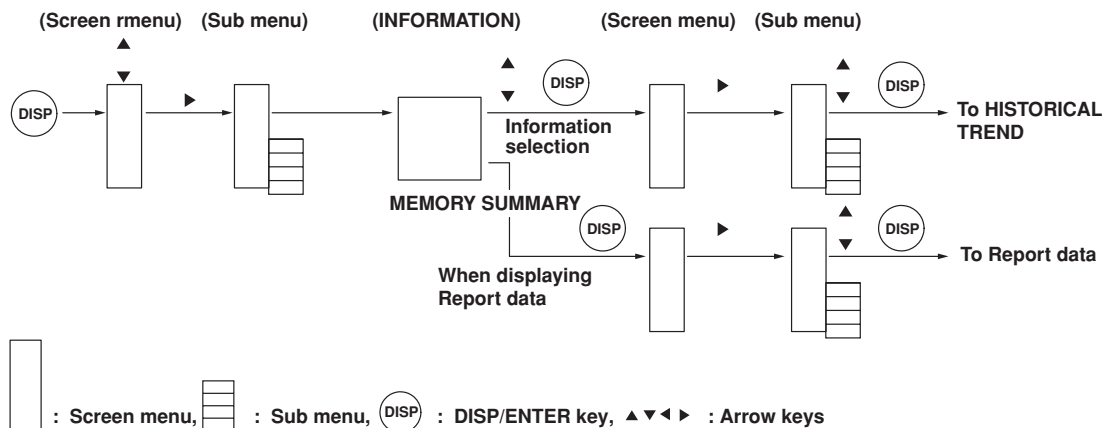 (Screen rmenu) (Sub menu) (INFORMATION) (Screen menu) (Sub menu)
DISP
DISP
DISP
Information
selection
To HISTORICAL
TREND
MEMORY SUMMARY
DISP
DISP
When displaying
Report data
To Report data
: Screen menu, : Sub menu, DISP : DISP/ENTER key, ▲▼◀ ▶ : Arrow keys